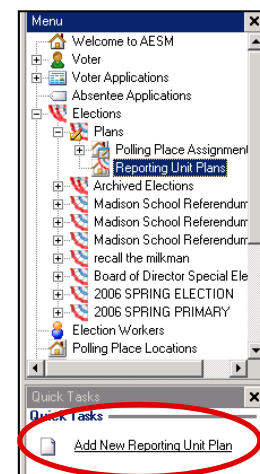 Menu
Welcome to AESM
Voter
Voter Applications
Absentee Applications
Elections
Plans
Polling Place Assignment
Reporting Unit Plans
Archived Elections
Madison School Referendum
Madison School Referendum
Madison School Referendum
recall the milkman
Board of Director Special Ele
2006 SPRING ELECTION
2006 SPRING PRIMARY
Election Workers
Polling Place Locations
Quick Tasks
Quick Tasks
Add New Reporting Unit Plan